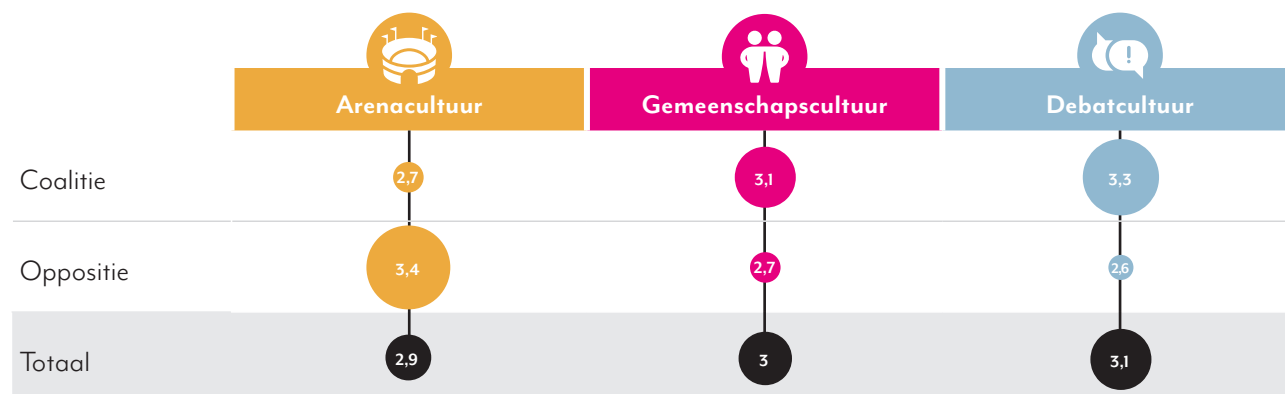 !
Arenacultuur Gemeenschapscultuur Debatcultuur
Coalitie 2,7 3,1 3,3
Oppositie 3,4 2,7 2,6
Totaal 2,9 3 3,1